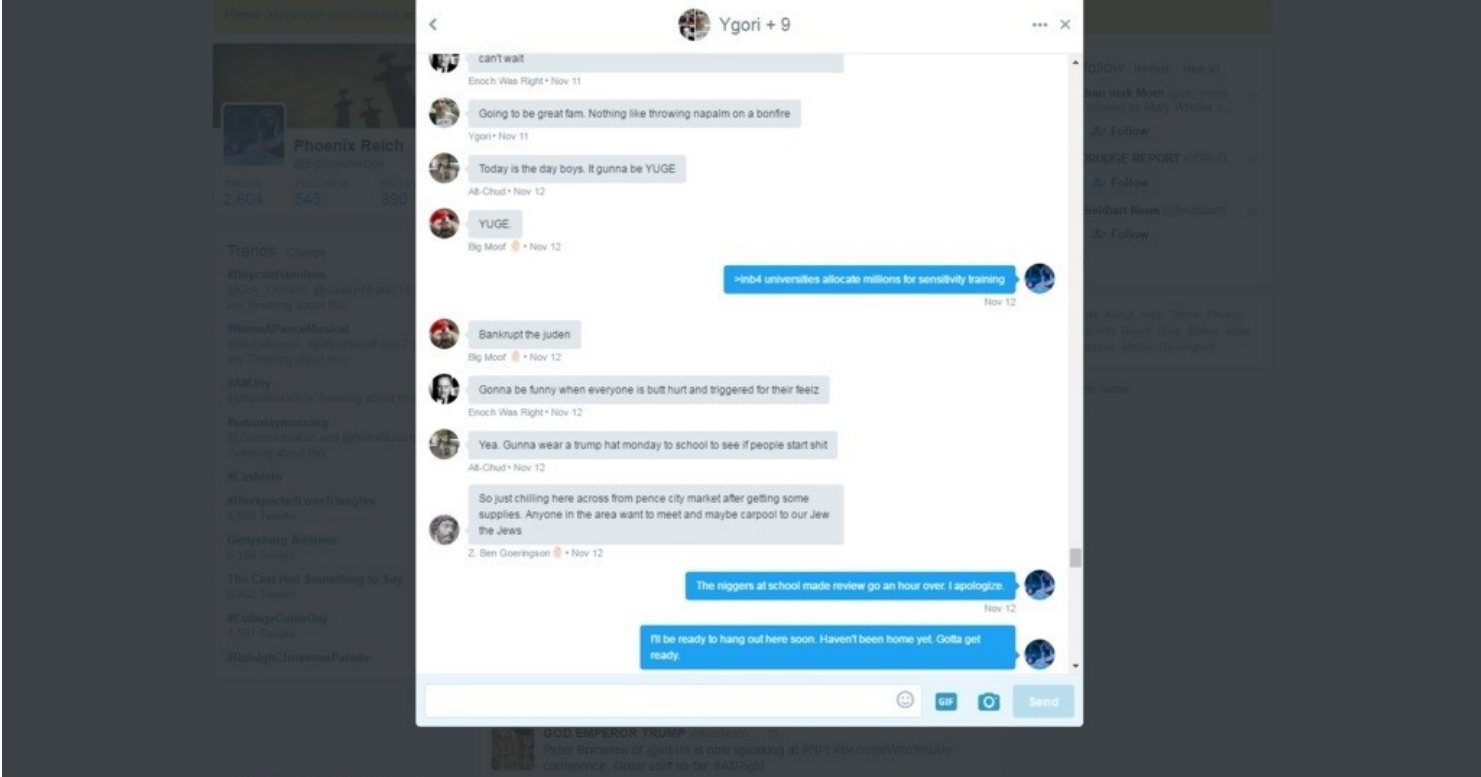 Ygori + 9
can't wait
Enoch Was Right • Nov 11
Going to be great fam. Nothing like throwing napalm on a bonfire
Ygori • Nov 11
Today is the day boys. It gunna be YUGE
Alt-Chud • Nov 12
YUGE.
Big Moof • Nov 12
>inb4 universities allocate millions for sensitivity training
Nov 12
Bankrupt the juden
Big Moof • Nov 12
Gonna be funny when everyone is butt hurt and triggered for their feelz
Enoch Was Right • Nov 12
Yea. Gunna wear a trump hat monday to school to see if people start shit
Alt-Chud • Nov 12
So just chilling here across from pence city market after getting some
supplies. Anyone in the area want to meet and maybe carpool to our Jew
the Jews
Z. Ben Goeringson • Nov 12
The niggers at school made review go an hour over. I apologize.
Nov 12
I'll be ready to hang out here soon. Haven't been home yet. Gotta get
ready.
GIF
Send
Phoenix Reich
TWEETS
2,604
545
390
Trends · Change
#BoycottHamilton
#NameAPenceMusical
#AMJoy
#saturdaymorning
#UnexpectedLoveTriangles
Gettysburg Address
#CollegeGameDay
#RaleighChristmasParade
Follow
DRUDGE REPORT
Follow
Follow
GOD EMPEROR TRUMP
Peter Brimelow of @vdare is now speaking at #NPI #BecomeWhoWeAre
conference. Great stuff so far. #AltRight